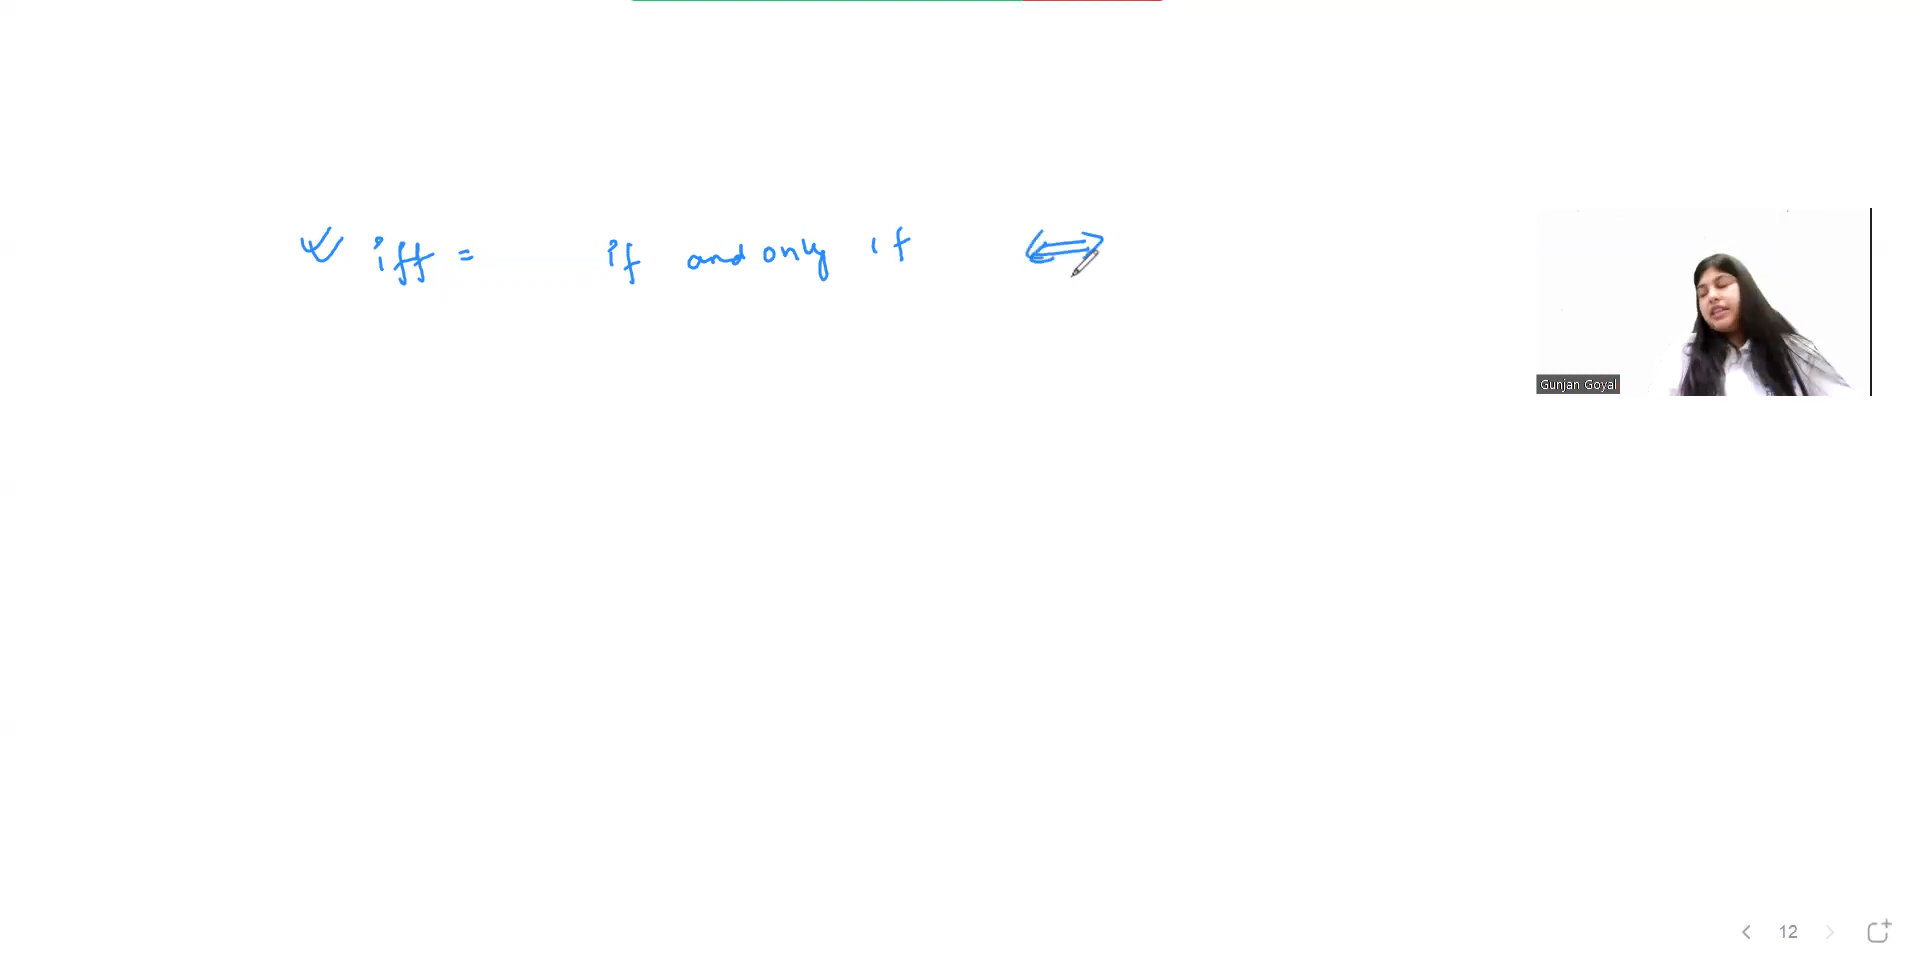 iff = if and only if ⟺
Gunjan Goyal
12